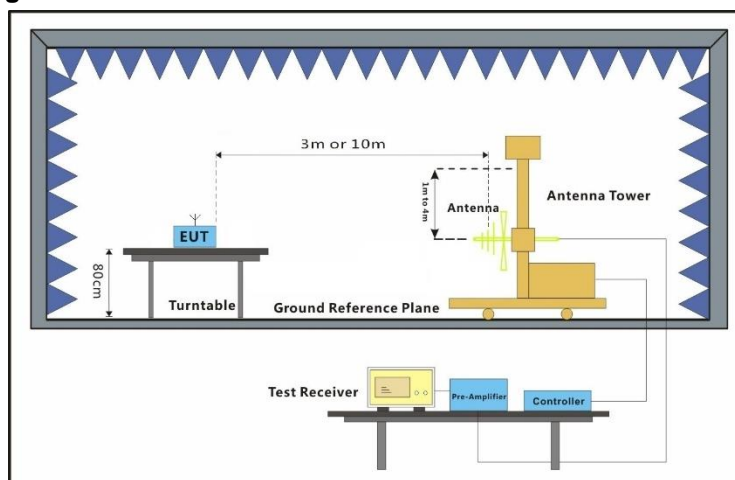 3m or 10m
1m to 4m
Antenna
Antenna Tower
EUT
80cm
Turntable
Ground Reference Plane
Test Receiver
Pre-Amplifier
Controller